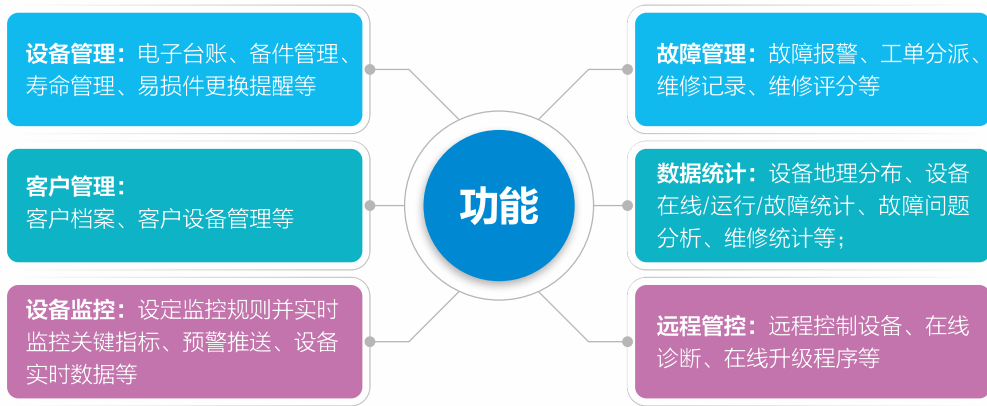 设备管理：电子台账、备件管理、
寿命管理、易损件更换提醒等
客户管理：
客户档案、客户设备管理等
设备监控：设定监控规则并实时
监控关键指标、预警推送、设备
实时数据等
功能
故障管理：故障报警、工单分派、
维修记录、维修评分等
数据统计：设备地理分布、设备
在线/运行/故障统计、故障问题
分析、维修统计等；
远程管控：远程控制设备、在线
诊断、在线升级程序等